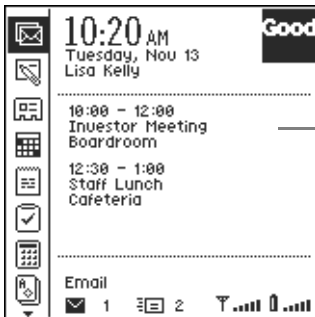 10:20 AM
Good
Tuesday, Nov 13
Lisa Kelly
10:00 - 12:00
Investor Meeting
Boardroom
12:30 - 1:00
Staff Lunch
Cafeteria
Email
1 2